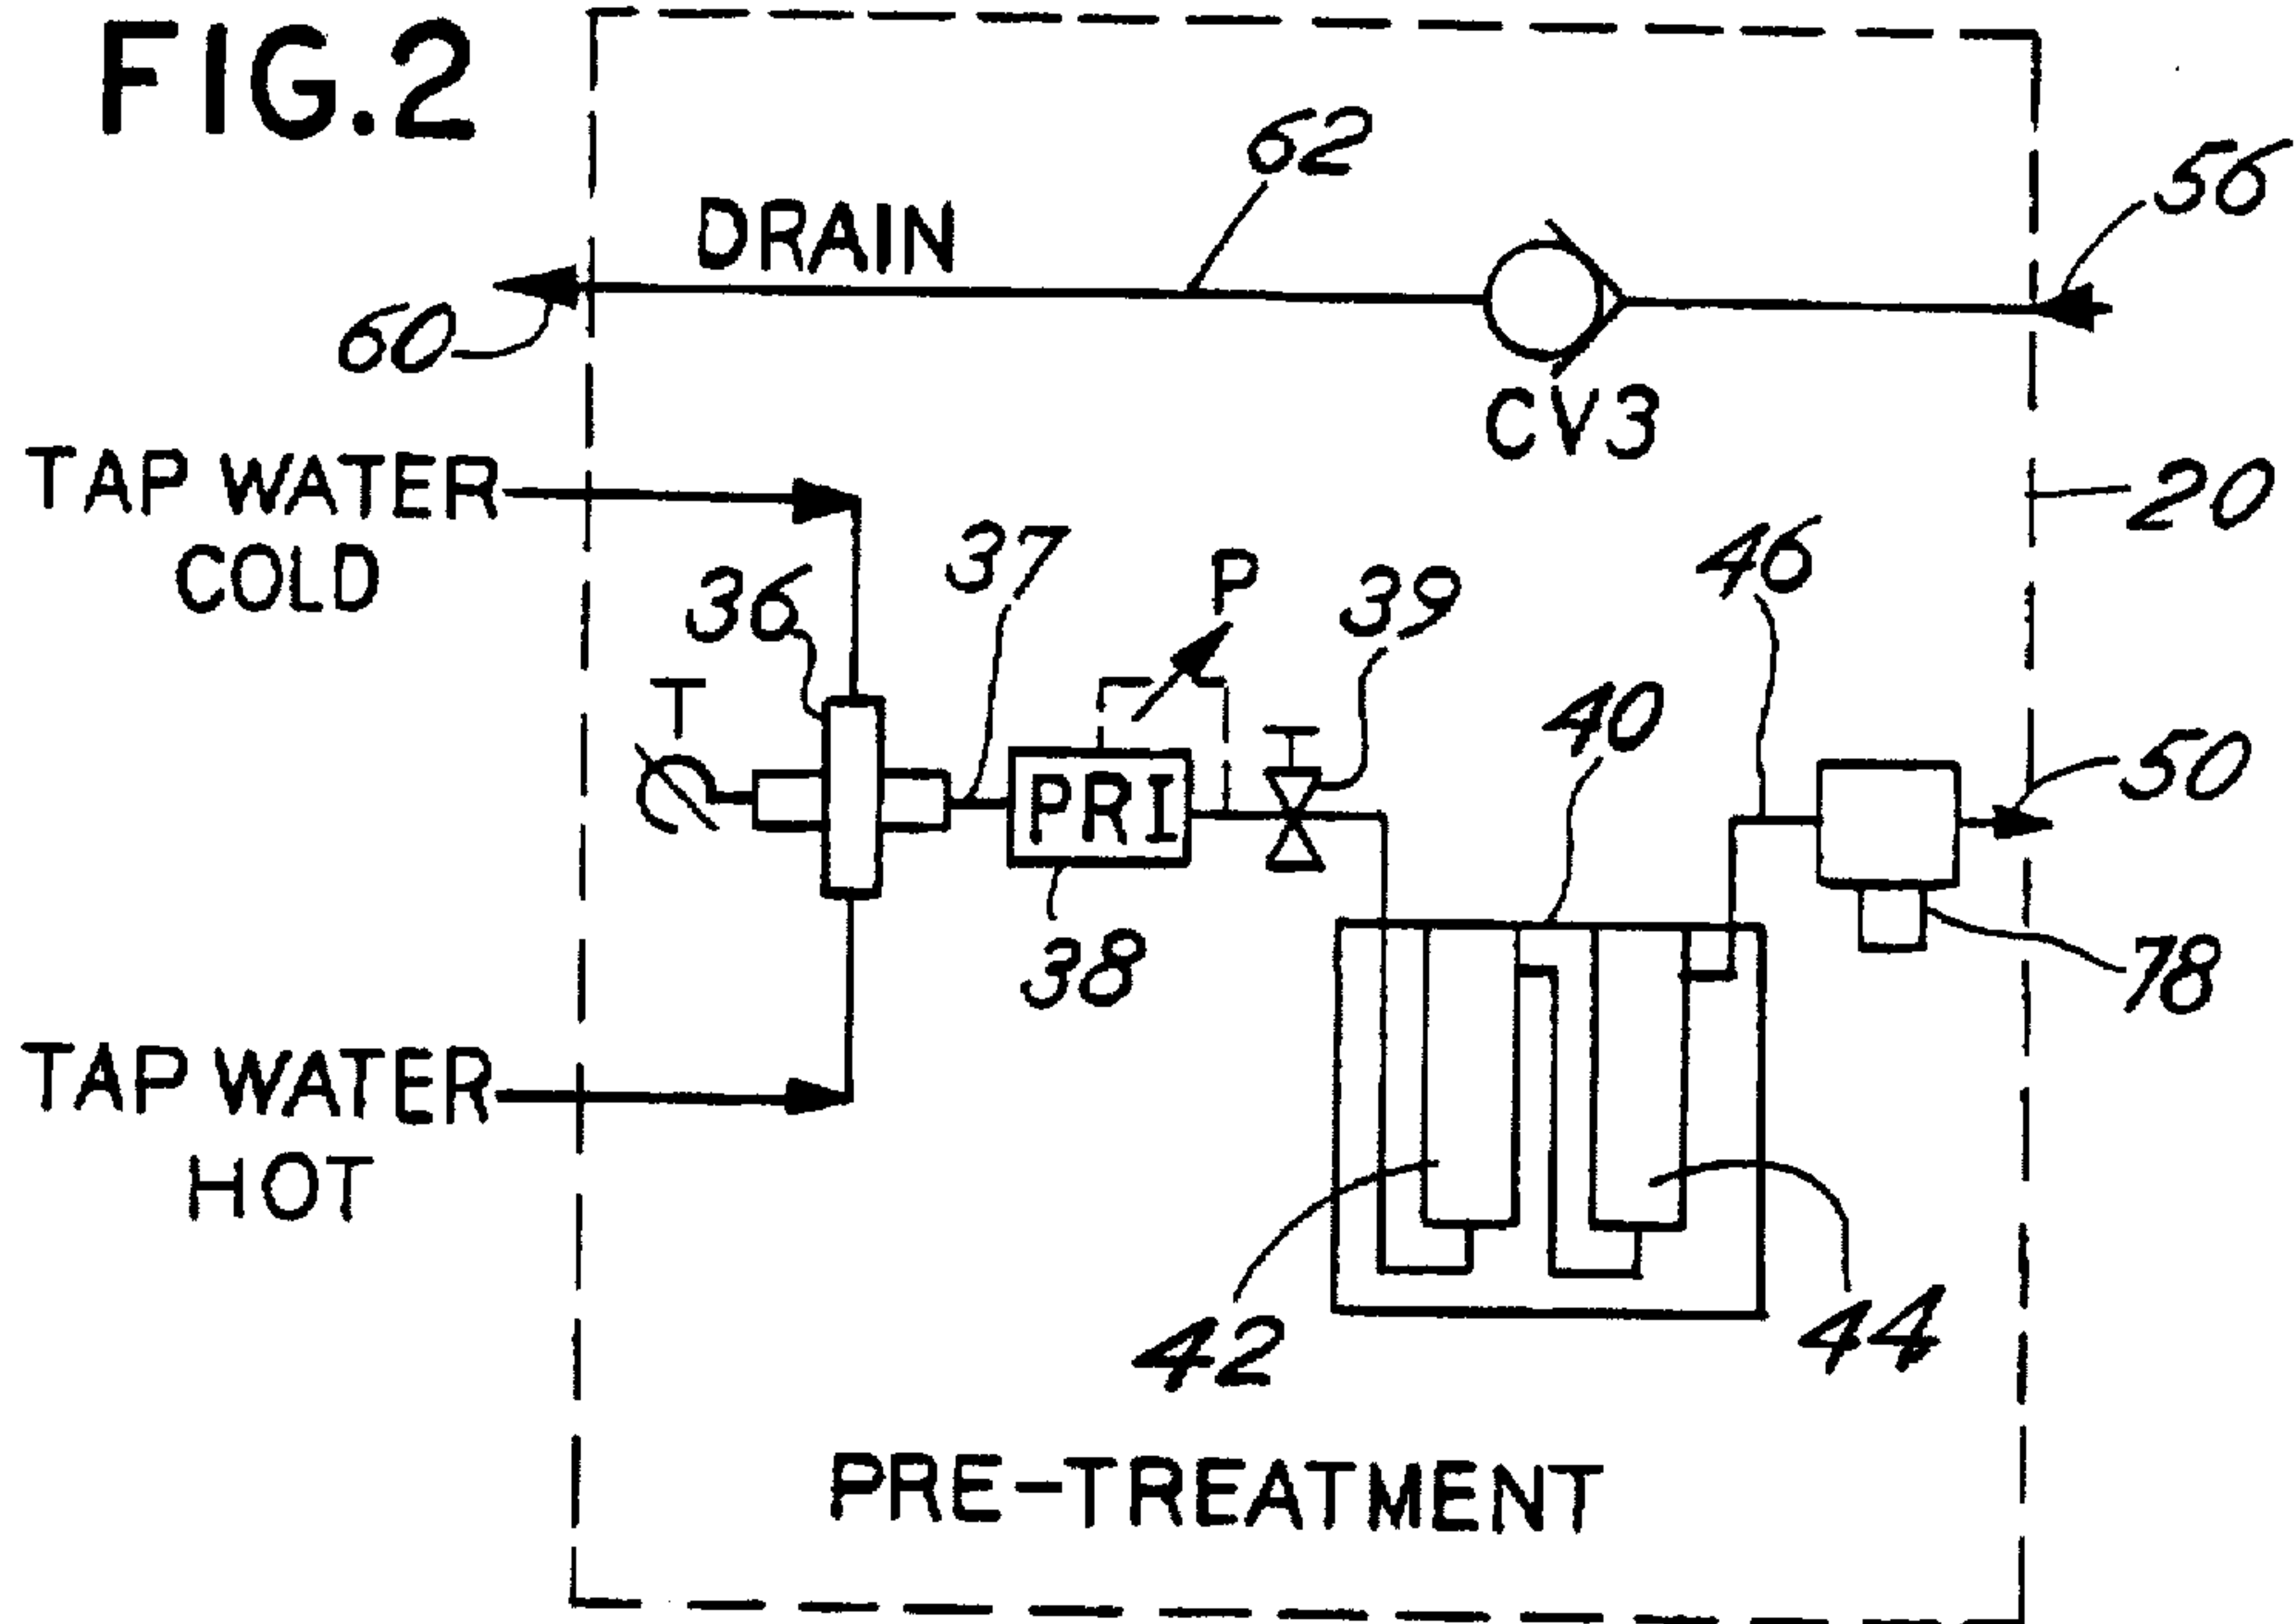 FIG.2
62
56
DRAIN
60
CV3
TAP WATER
COLD
20
37
46
36
P
39
T
40
PRI
50
38
78
TAP WATER
HOT
42
44
PRE-TREATMENT